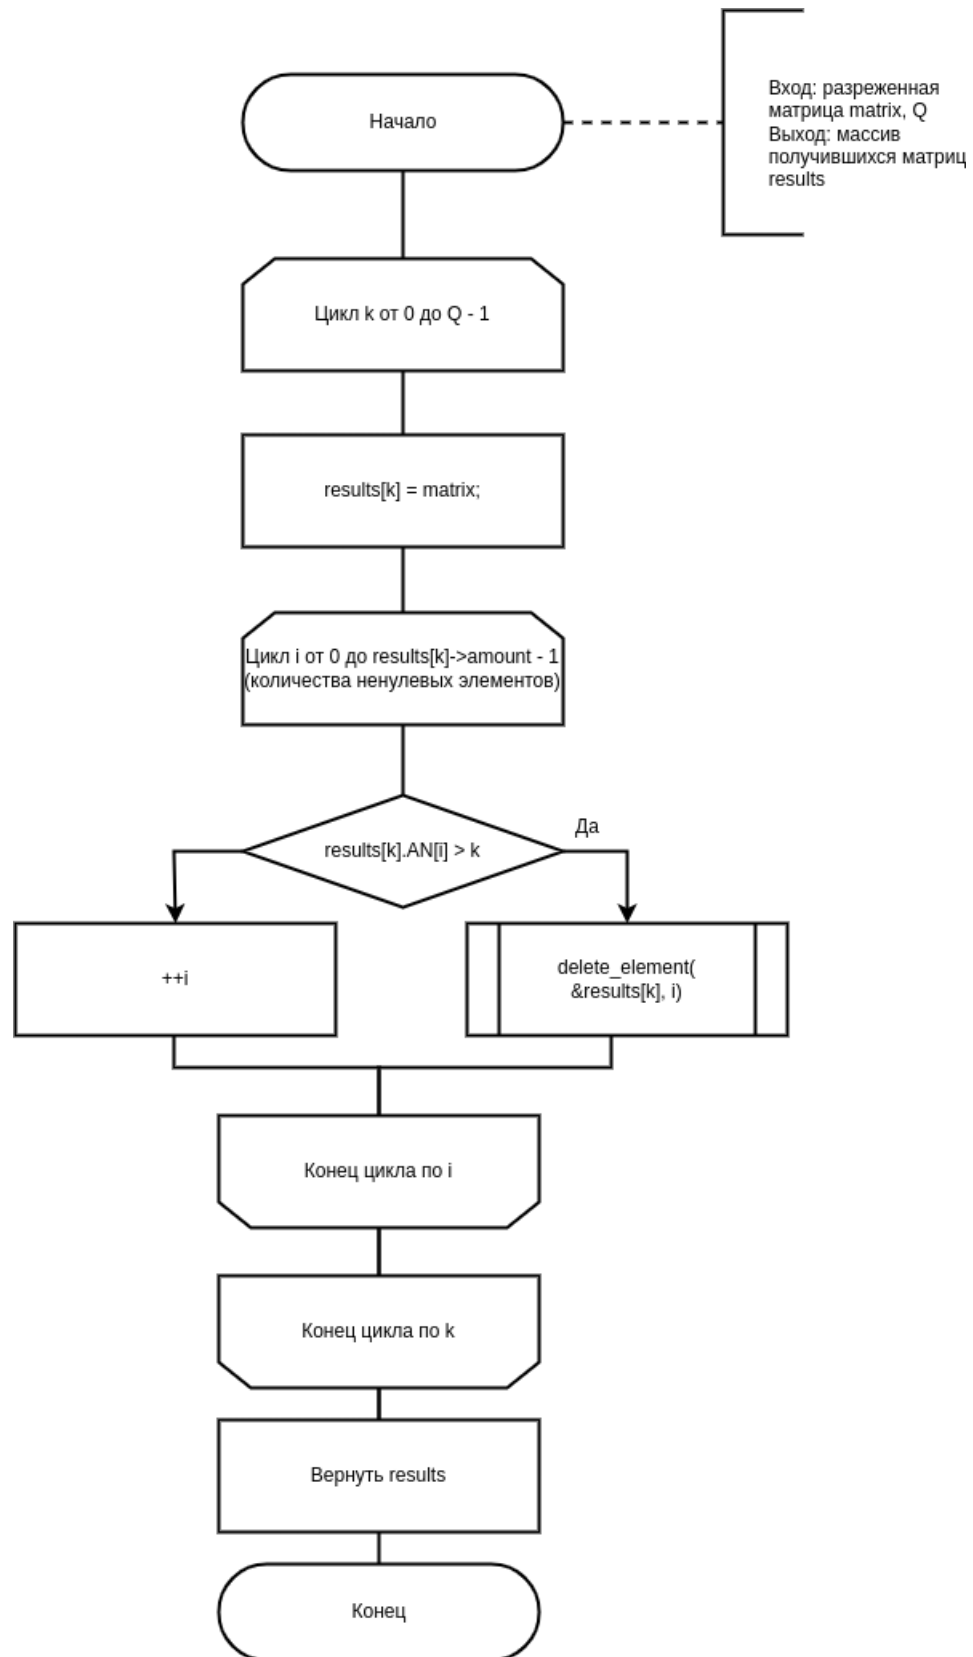 Начало
Вход: разреженная
матрица matrix, Q
Выход: массив
получившихся матриц
results
Цикл k от 0 до Q - 1
results[k] = matrix;
Цикл i от 0 до results[k]->amount - 1
(количества ненулевых элементов)
results[k].AN[i] > k
Да
++i
delete_element(
&results[k], i)
Конец цикла по i
Конец цикла по k
Вернуть results
Конец